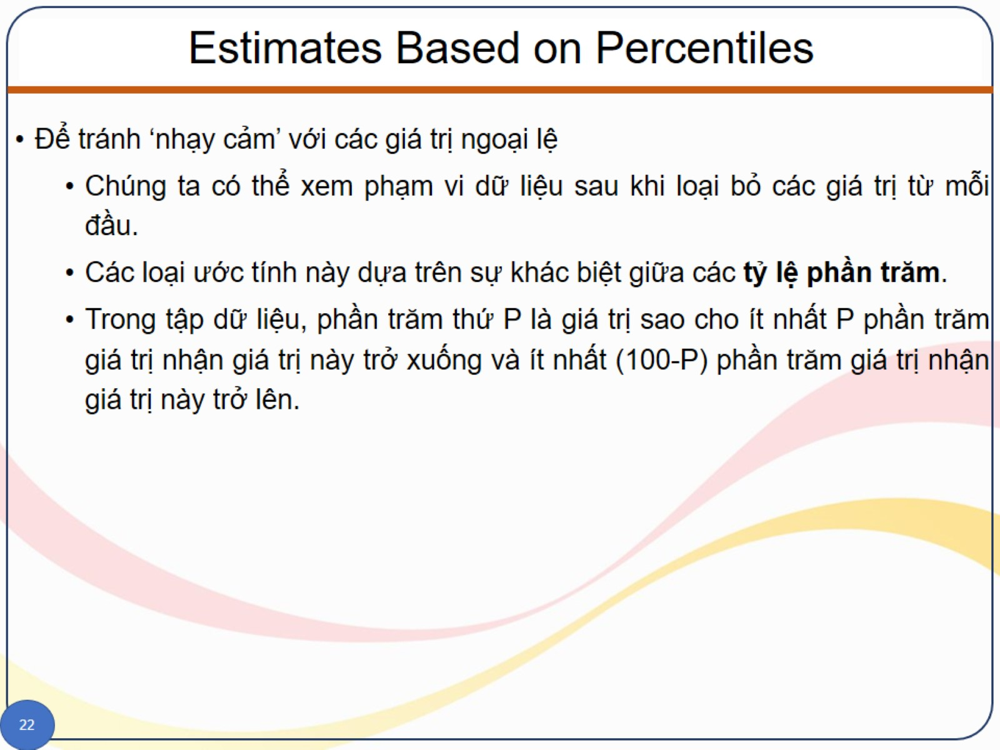 Estimates Based on Percentiles
• Để tránh ‘nhạy cảm’ với các giá trị ngoại lệ
• Chúng ta có thể xem phạm vi dữ liệu sau khi loại bỏ các giá trị từ mỗi
đầu.
• Các loại ước tính này dựa trên sự khác biệt giữa các tỷ lệ phần trăm.
• Trong tập dữ liệu, phần trăm thứ P là giá trị sao cho ít nhất P phần trăm
giá trị nhận giá trị này trở xuống và ít nhất (100-P) phần trăm giá trị nhận
giá trị này trở lên.
22